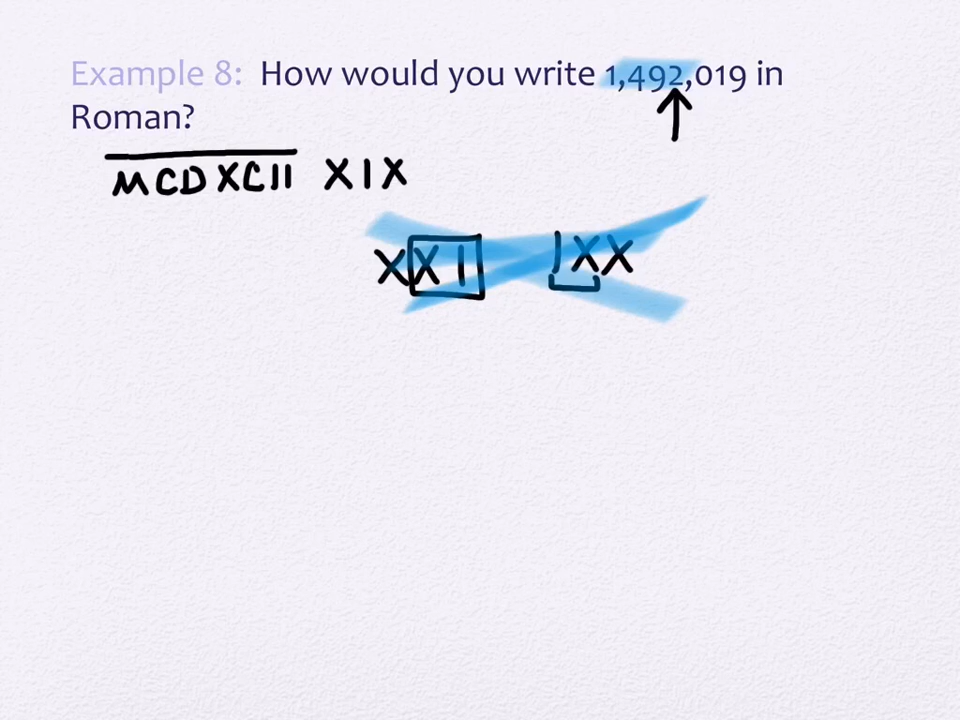 Example 8: How would you write 1,492,019 in
Roman?
MCDXCII XIX
XXI IXX